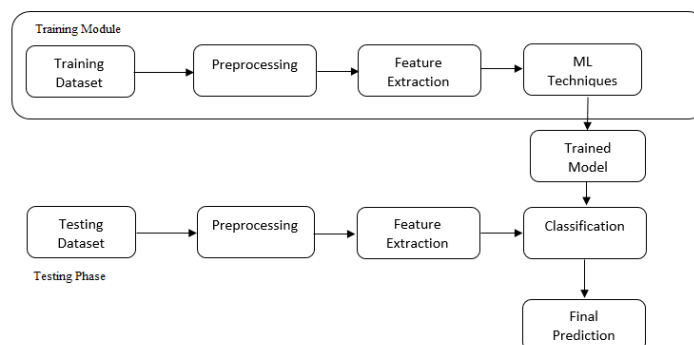 Training Module
Training
Dataset
Preprocessing
Feature
Extraction
ML
Techniques
Trained
Model
Testing
Dataset
Preprocessing
Feature
Extraction
Classification
Testing Phase
Final
Prediction